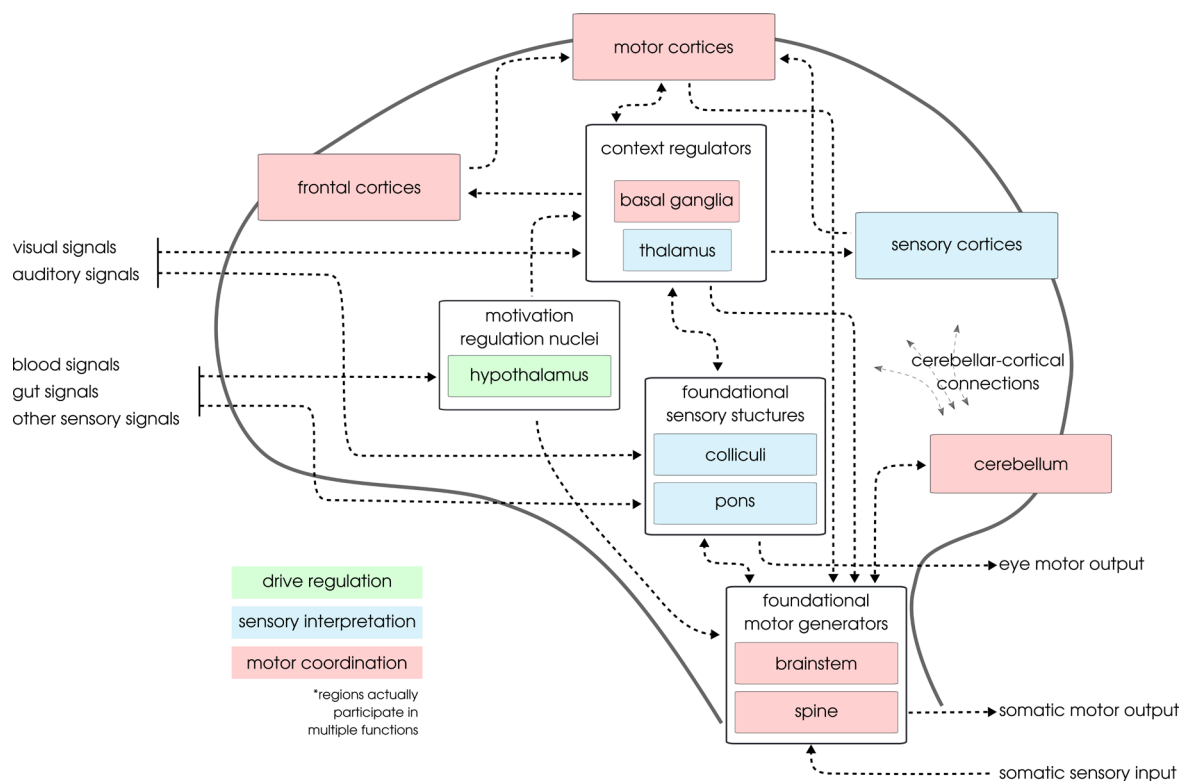 motor cortices
context regulators
frontal cortices
basal ganglia
thalamus
sensory cortices
visual signals
auditory signals
motivation
regulation nuclei
hypothalamus
blood signals
gut signals
other sensory signals
cerebellar-cortical
connections
foundational
sensory stuctures
colliculi
pons
cerebellum
eye motor output
drive regulation
sensory interpretation
motor coordination
*regions actually
participate in
multiple functions
foundational
motor generators
brainstem
spine
somatic motor output
somatic sensory input